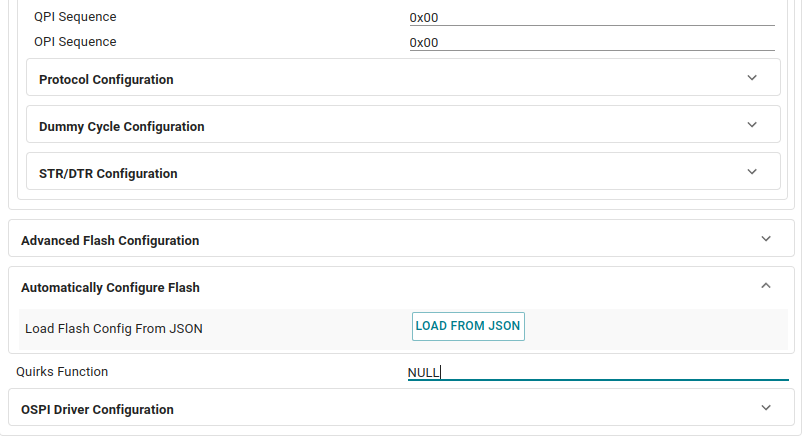 QPI Sequence 0x00
OPI Sequence 0x00
Protocol Configuration
Dummy Cycle Configuration
STR/DTR Configuration
Advanced Flash Configuration
Automatically Configure Flash
Load Flash Config From JSON LOAD FROM JSON
Quirks Function NULL
OSPI Driver Configuration